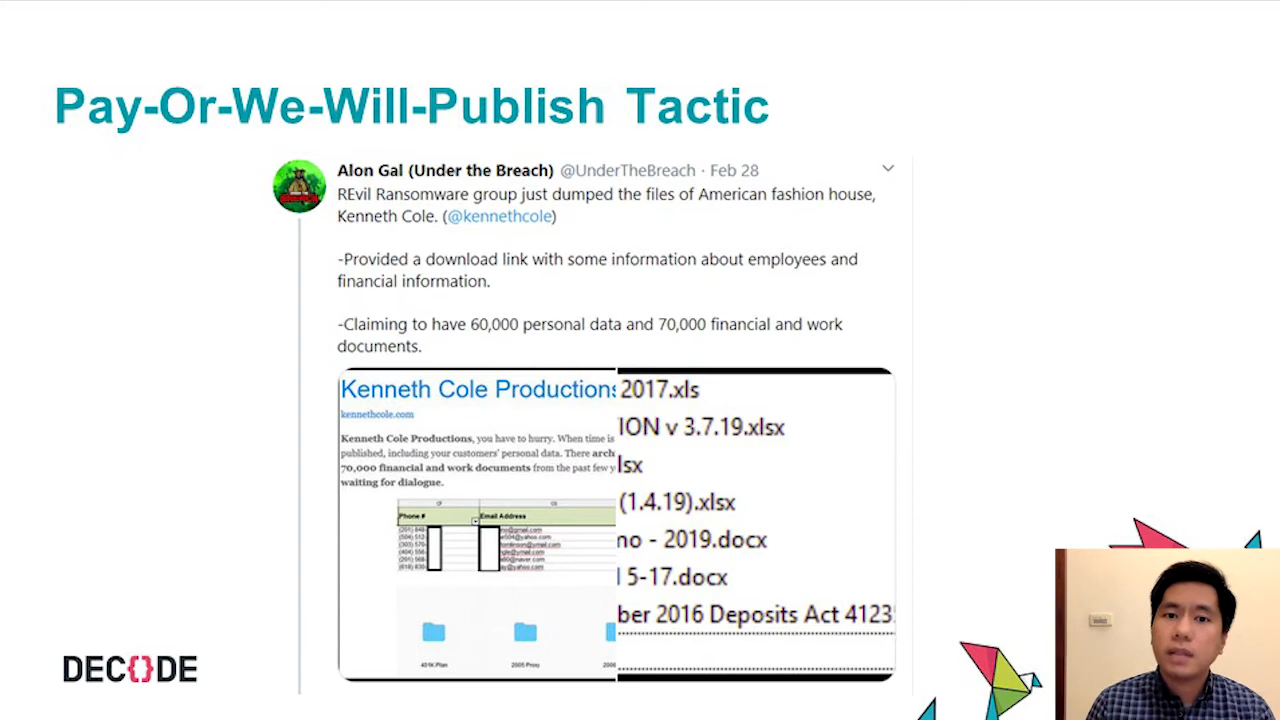 Pay-Or-We-Will-Publish Tactic
Alon Gal (Under the Breach) @UnderTheBreach · Feb 28
REvil Ransomware group just dumped the files of American fashion house,
Kenneth Cole. (@kennethcole)
-Provided a download link with some information about employees and
financial information.
-Claiming to have 60,000 personal data and 70,000 financial and work
documents.
Kenneth Cole Productions
kennethcole.com
Kenneth Cole Productions, you have to hurry. When time is
published, including your customers' personal data. There arch
70,000 financial and work documents from the past few y
waiting for dialogue.
Phone #
Email Address
401K Plan
2005 Proxy
2017.xls
ION v 3.7.19.xlsx
lsx
(1.4.19).xlsx
mo - 2019.docx
5-17.docx
ber 2016 Deposits Act 4123
DECODE